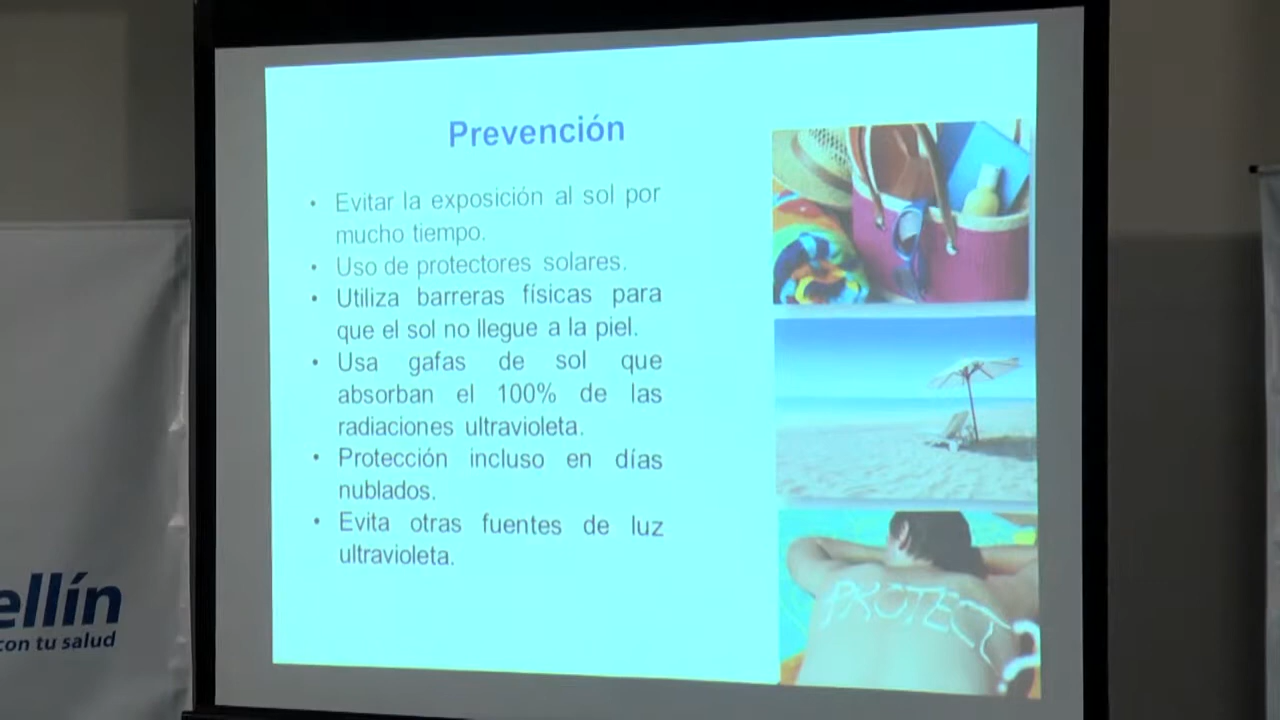 Prevención
• Evitar la exposición al sol por
mucho tiempo.
• Uso de protectores solares.
• Utiliza barreras físicas para
que el sol no llegue a la piel.
• Usa gafas de sol que
absorban el 100% de las
radiaciones ultravioleta.
• Protección incluso en días
nublados.
• Evita otras fuentes de luz
ultravioleta.
PROTECT
ellín
con tu salud